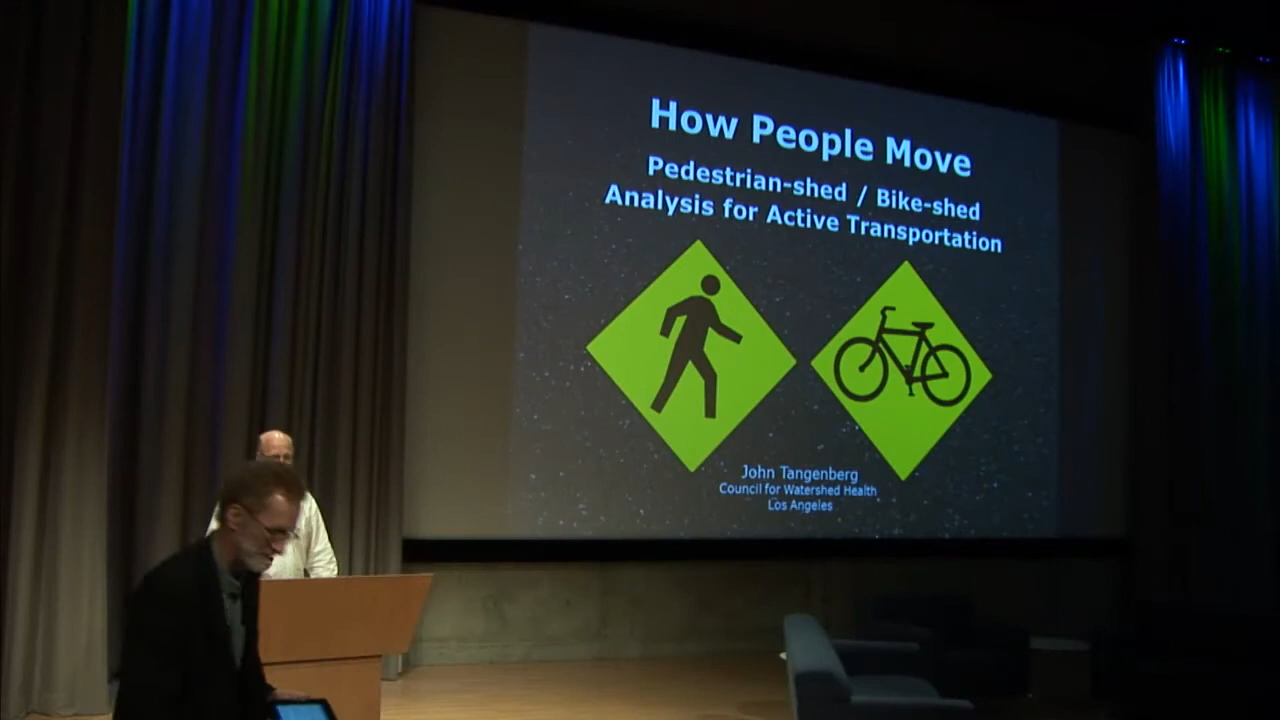 How People Move
Pedestrian-shed / Bike-shed
Analysis for Active Transportation
John Tangenberg
Council for Watershed Health
Los Angeles